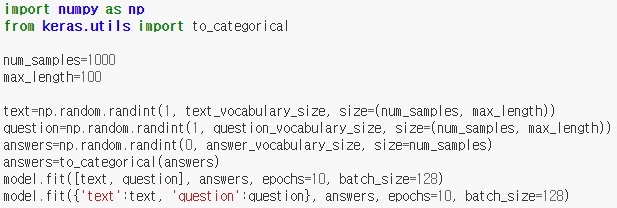 import numpy as np
from keras.utils import to_categorical
num_samples=1000
max_length=100
text=np.random.randint(1, text_vocabulary_size, size=(num_samples, max_length))
question=np.random.randint(1, question_vocabulary_size, size=(num_samples, max_length))
answers=np.random.randint(0, answer_vocabulary_size, size=num_samples)
answers=to_categorical(answers)
model.fit([text, question], answers, epochs=10, batch_size=128)
model.fit({'text':text, 'question':question}, answers, epochs=10, batch_size=128)